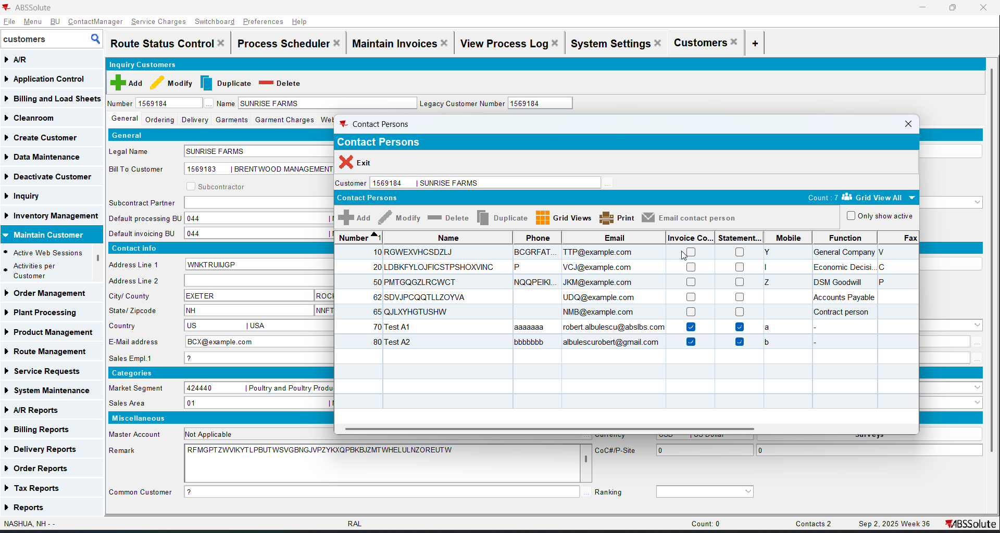 ABSSolute
File Menu BU ContactManager Service Charges Switchboard Preferences Help
customers
Route Status Control Process Scheduler Maintain Invoices View Process Log System Settings Customers +
A/R
Application Control
Billing and Load Sheets
Cleanroom
Create Customer
Data Maintenance
Deactivate Customer
Inquiry
Inventory Management
Maintain Customer
Active Web Sessions
Activities per
Customer
Order Management
Plant Processing
Product Management
Route Management
Service Requests
System Maintenance
A/R Reports
Billing Reports
Delivery Reports
Order Reports
Tax Reports
Reports
Inquiry Customers
Add Modify Duplicate Delete
Number 1569184 ... Name SUNRISE FARMS Legacy Customer Number 1569184
General Ordering Delivery Garments Garment Charges Web
General
Legal Name SUNRISE FARMS
Bill To Customer 1569183 | BRENTWOOD MANAGEMENT
Subcontractor
Subcontract Partner
Default processing BU 044
Default invoicing BU 044
Contact info
Address Line 1 WNKTRUIIJGP
Address Line 2
City/ County EXETER ROCK
State/ Zipcode NH NNFT
Country US | USA
E-Mail address BCX@example.com
Sales Empl.1 ?
Categories
Market Segment 424440 | Poultry and Poultry Produ
Sales Area 01
Miscellaneous
Master Account Not Applicable ... Currency USD | US Dollar Surveys
Remark RFMGPTZWVIKYTLPBUTWSVGBNGJVPZYKXQPBKBJZMTWHELULNZOREUTW CoC#/P-Site 0 0
Common Customer ? ... Ranking
Contact Persons
Contact Persons
Exit
Customer 1569184 | SUNRISE FARMS ...
Contact Persons Count : 7 Grid View All
Add Modify Delete Duplicate Grid Views Print Email contact person Only show active
Number 1 Name Phone Email Invoice Co... Statement... Mobile Function Fax
10 RGWEXVHCSDZLJ BCGRFAT... TTP@example.com Y General Company V
20 LDBKFYLOJFICSTPSHOXVINC P VCJ@example.com I Economic Decisi... C
50 PMTGQGZLRCWCT NQQPEIKI... JKM@example.com Z DSM Goodwill P
62 SDVJPCQQTLLZOYVA UDQ@example.com Accounts Payable
65 QJLXYHGTUSHW NMB@example.com Contract person
70 Test A1 aaaaaaa robert.albulescu@abslbs.com a -
80 Test A2 bbbbbbb albulescurobert@gmail.com b -
NASHUA, NH - - RAL Count: 0 Contacts 2 Sep 2, 2025 Week 36 ABSSolute